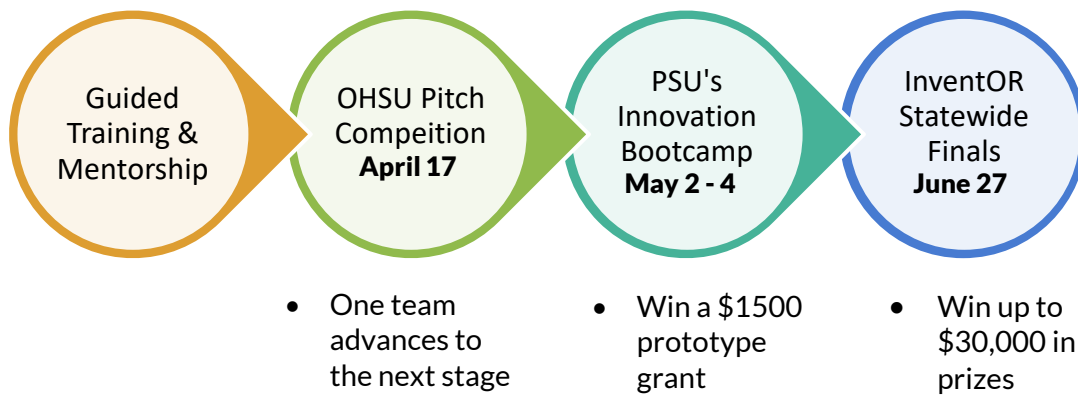 Guided
Training &
Mentorship
OHSU Pitch
Compeition
April 17
PSU's
Innovation
Bootcamp
May 2 - 4
InventOR
Statewide
Finals
June 27
• One team
advances to
the next stage
• Win a $1500
prototype
grant
• Win up to
$30,000 in
prizes